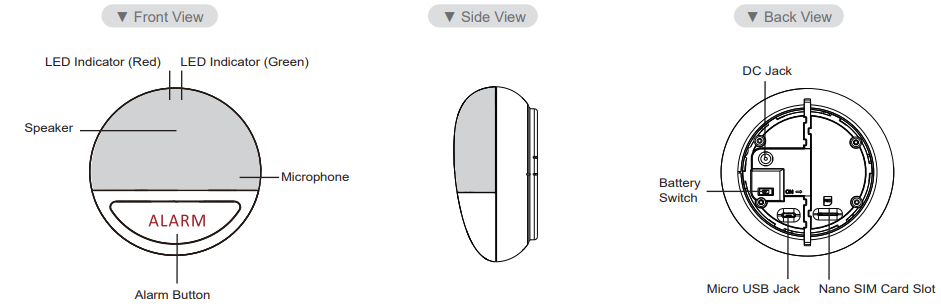 ▼ Front View
▼ Side View
▼ Back View
LED Indicator (Red)
LED Indicator (Green)
DC Jack
Speaker
Microphone
Battery
Switch
ON
ALARM
Micro USB Jack
Nano SIM Card Slot
Alarm Button